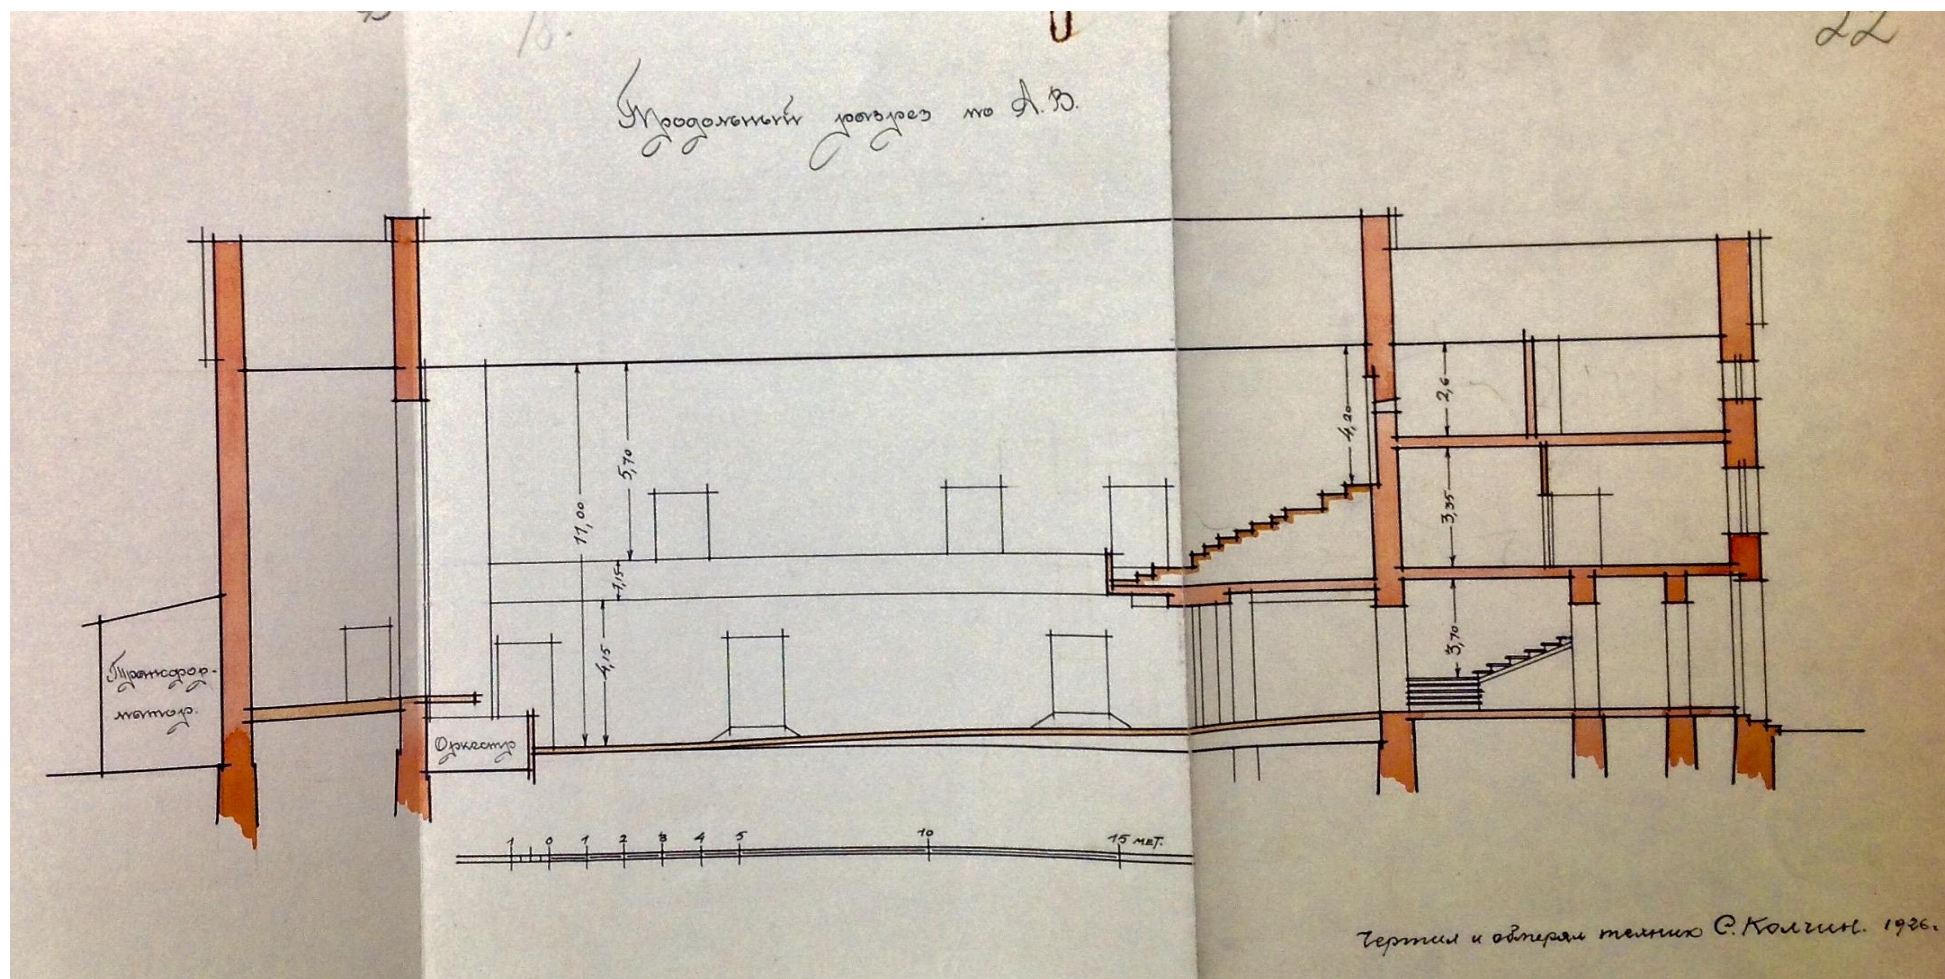 18.
22
Продольный разрез по А.В.
2,6
4,20
5,70
11,00
3,35
1,15
4,15
3,70
Трансфор-
матор.
Оркестр
1 0 1 2 3 4 5 10 15 мет.
Чертил и обмерял техник С. Колчин. 1926.